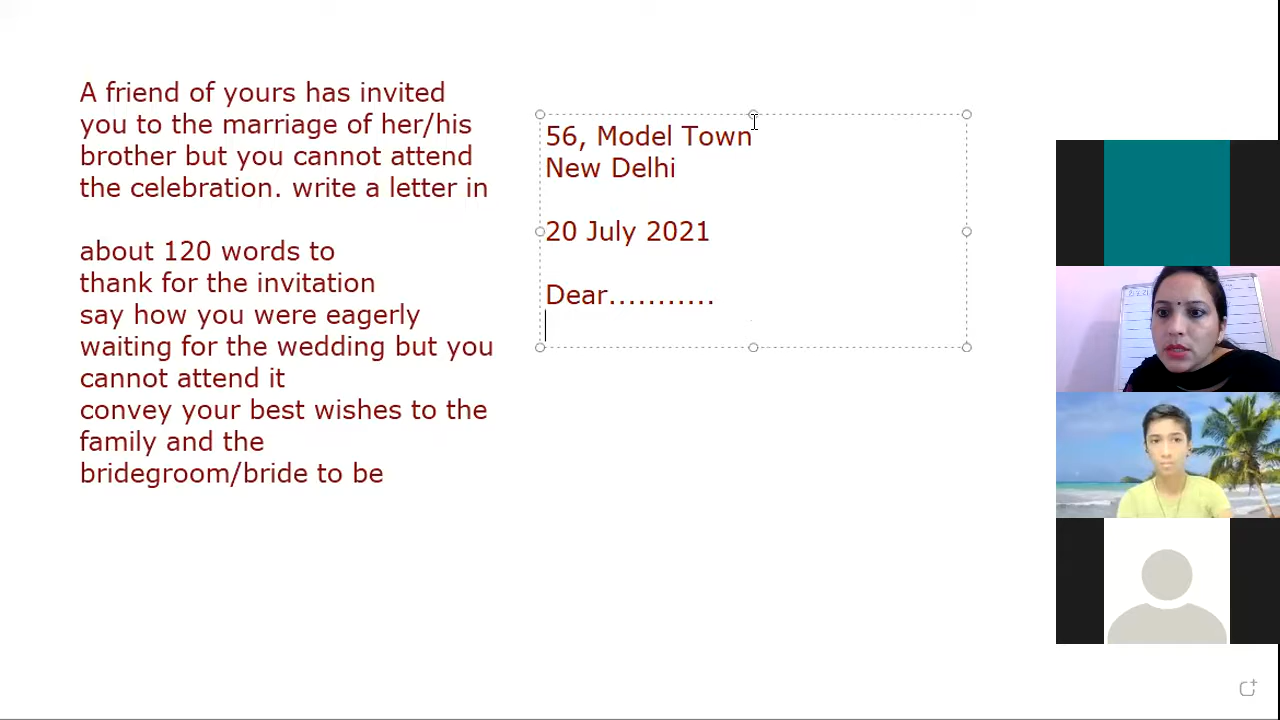 A friend of yours has invited
you to the marriage of her/his
brother but you cannot attend
the celebration. write a letter in
about 120 words to
thank for the invitation
say how you were eagerly
waiting for the wedding but you
cannot attend it
convey your best wishes to the
family and the
bridegroom/bride to be
56, Model Town
New Delhi
20 July 2021
Dear...........